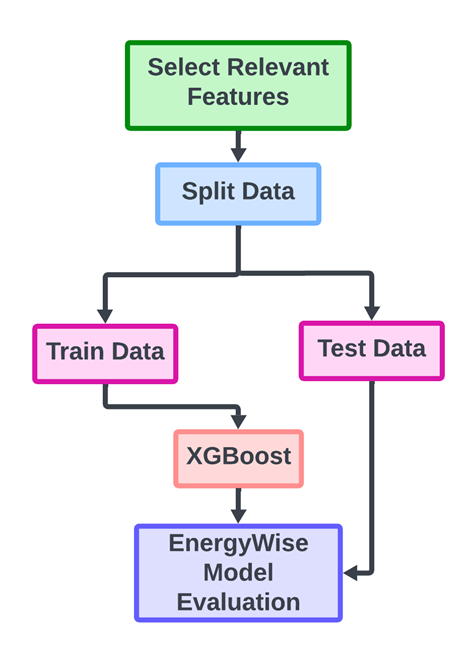 Select Relevant
Features
Split Data
Train Data
Test Data
XGBoost
EnergyWise
Model
Evaluation